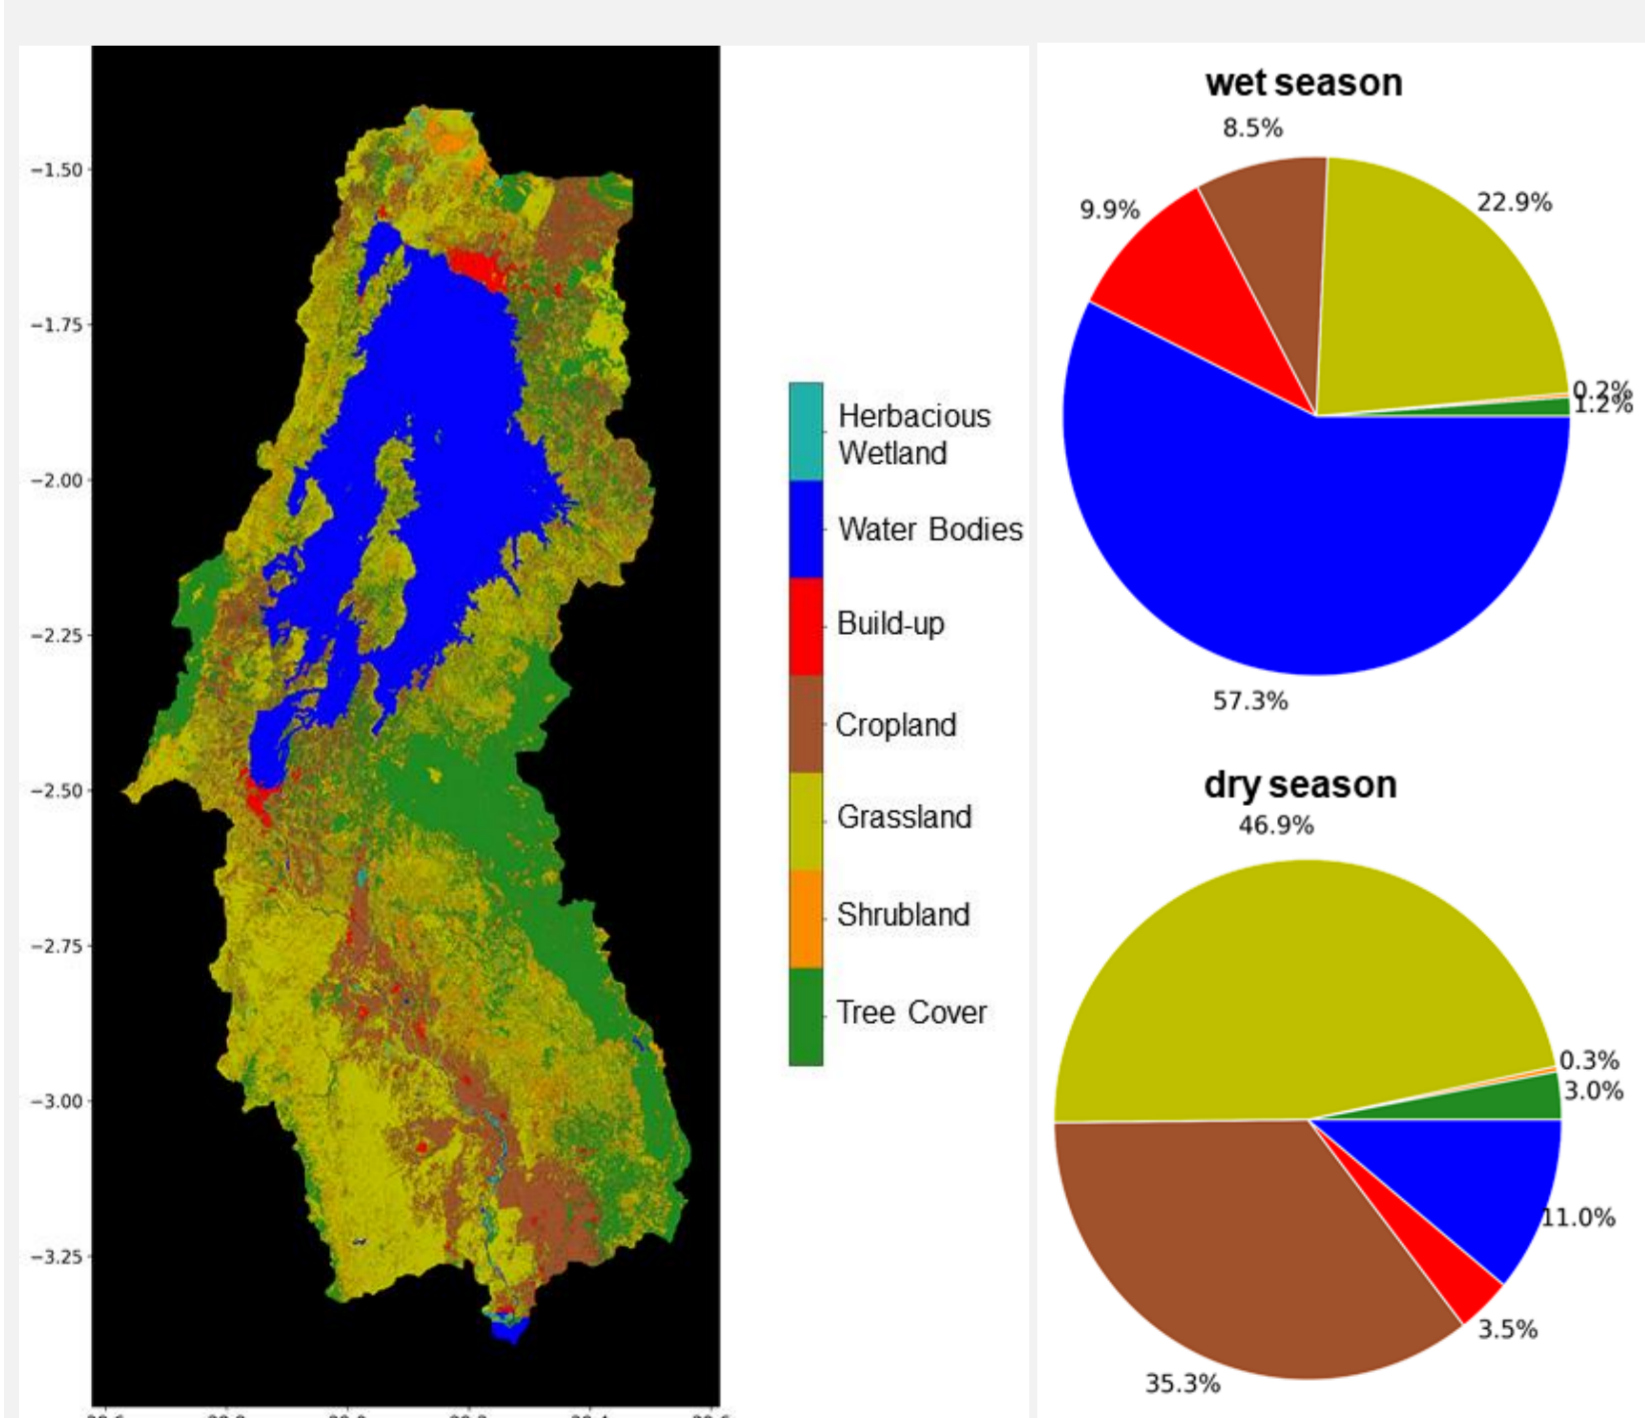 −1.50
−1.75
−2.00
−2.25
−2.50
−2.75
−3.00
−3.25
Herbacious
Wetland
Water Bodies
Build-up
Cropland
Grassland
Shrubland
Tree Cover
wet season
8.5%
9.9%
22.9%
0.2%
1.2%
57.3%
dry season
46.9%
0.3%
3.0%
11.0%
3.5%
35.3%